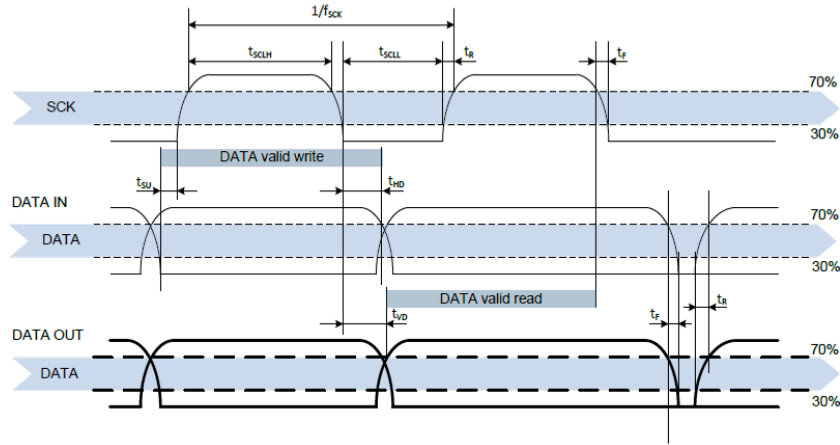 1/fSCK
tSCLH tSCLL tR tF
70%
SCK
30%
DATA valid write
tSU tHD
DATA IN
70%
DATA
30%
DATA valid read
tVD tF tR
DATA OUT
70%
DATA
30%